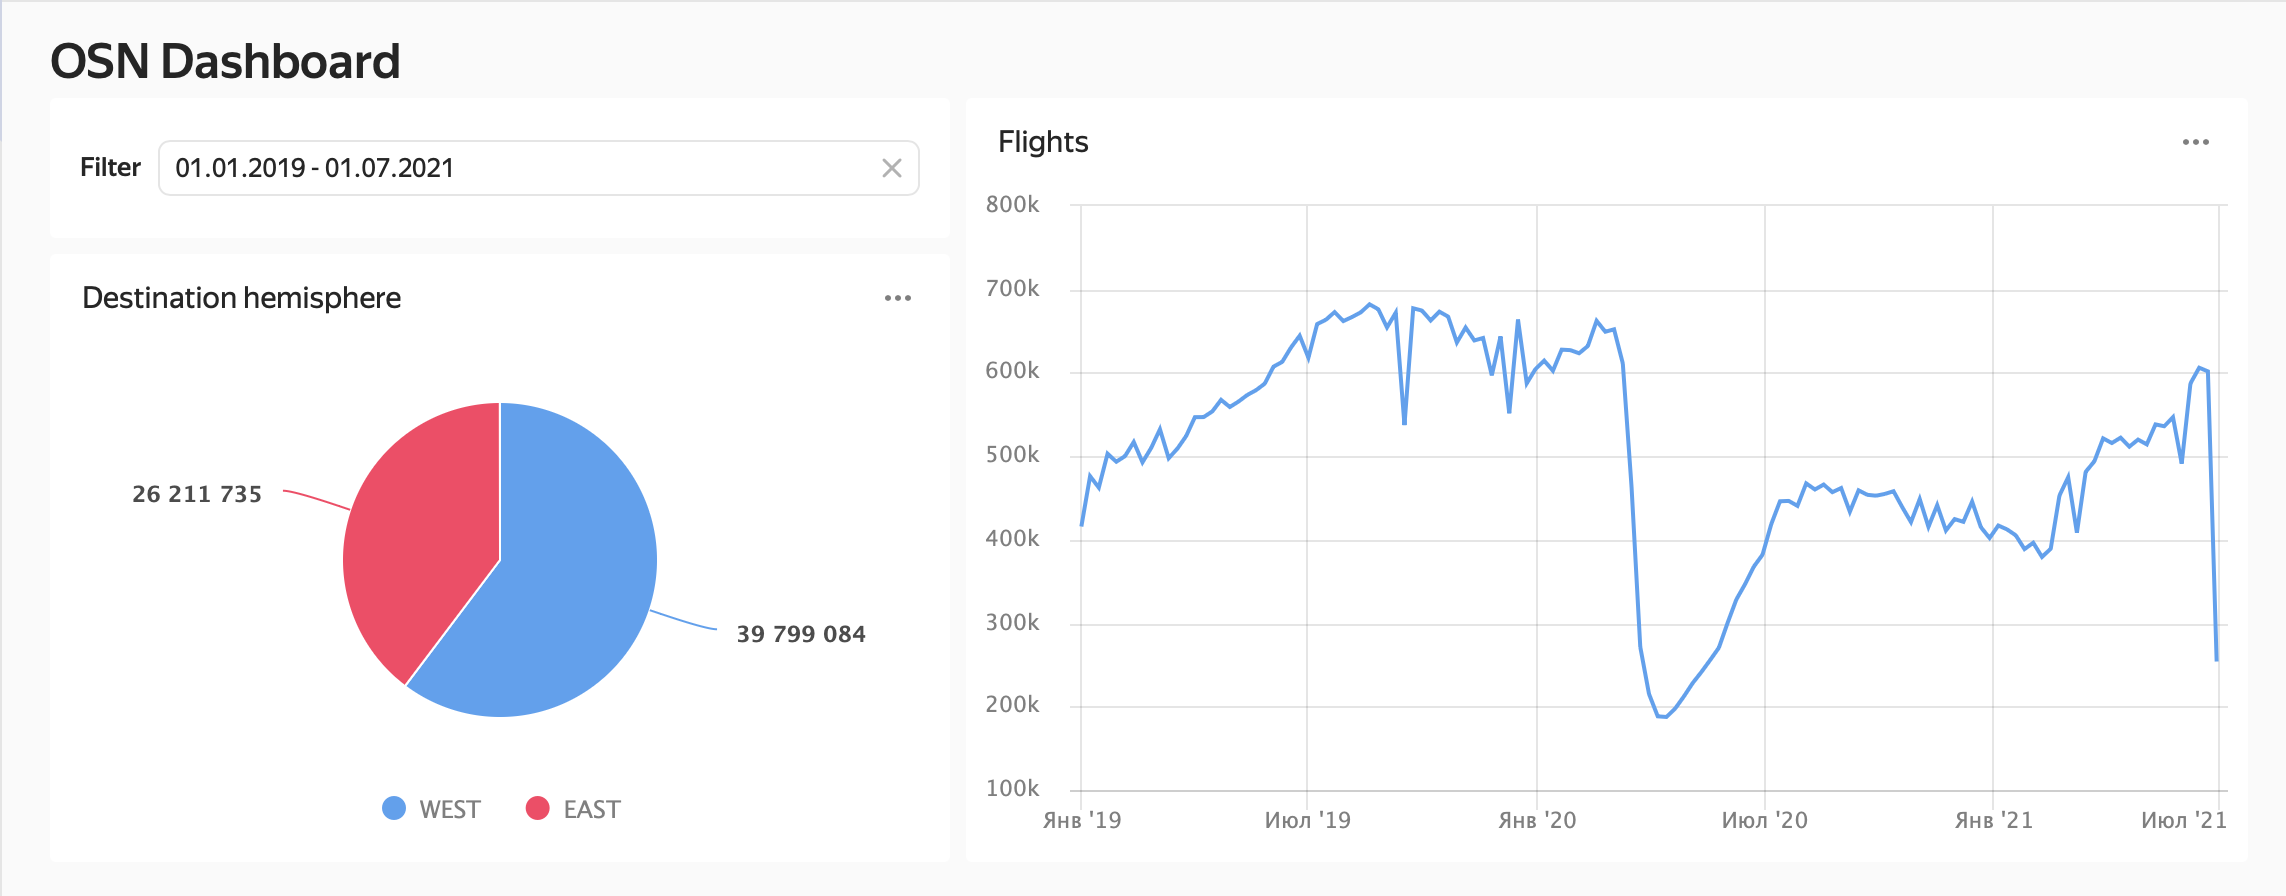 OSN Dashboard
Filter 01.01.2019 - 01.07.2021
Destination hemisphere
26 211 735
39 799 084
WEST EAST
Flights
800k
700k
600k
500k
400k
300k
200k
100k
Янв '19 Июл '19 Янв '20 Июл '20 Янв '21 Июл '21